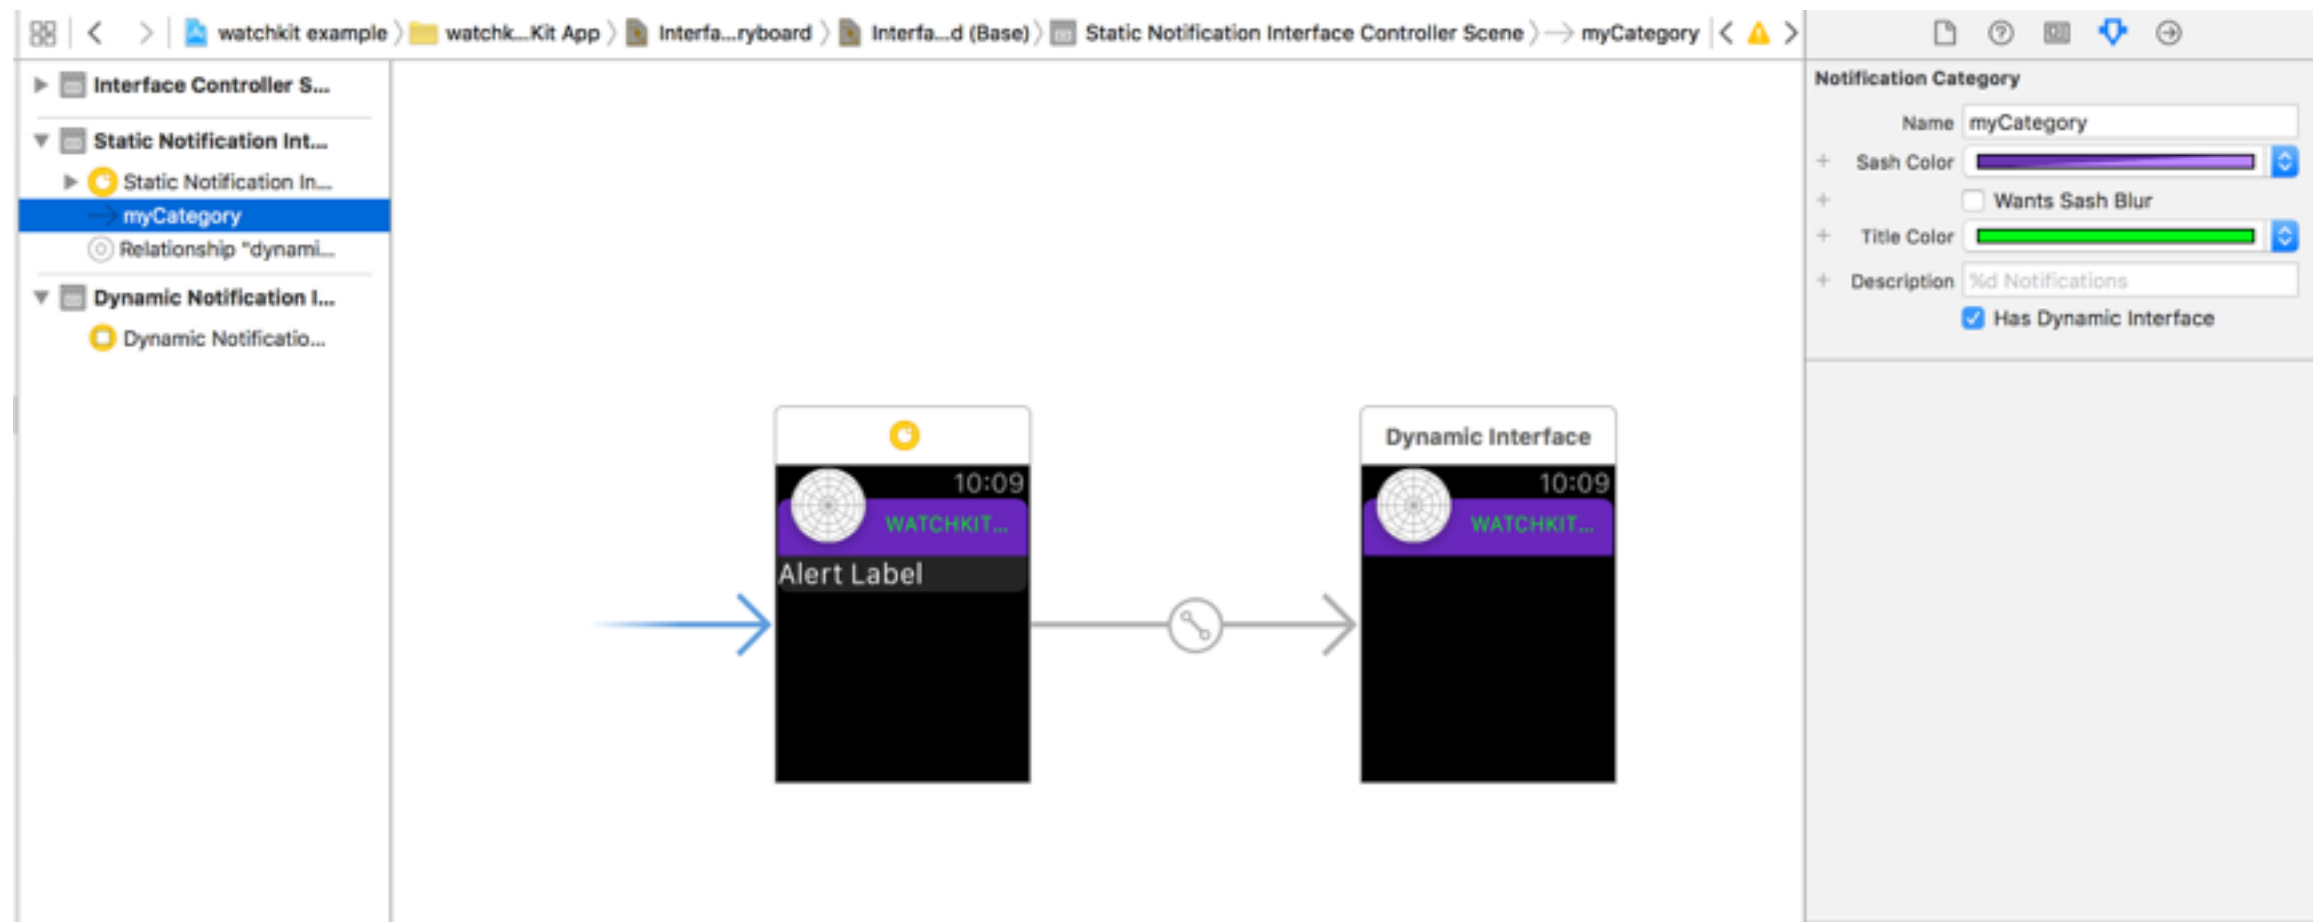 watchkit example watchk...Kit App Interfa...ryboard Interfa...d (Base) Static Notification Interface Controller Scene myCategory
Interface Controller S...
Static Notification Int...
Static Notification In...
myCategory
Relationship "dynami...
Dynamic Notification I...
Dynamic Notificatio...
10:09
WATCHKIT...
Alert Label
Dynamic Interface
10:09
WATCHKIT...
Notification Category
Name myCategory
Sash Color
Wants Sash Blur
Title Color
Description %d Notifications
Has Dynamic Interface